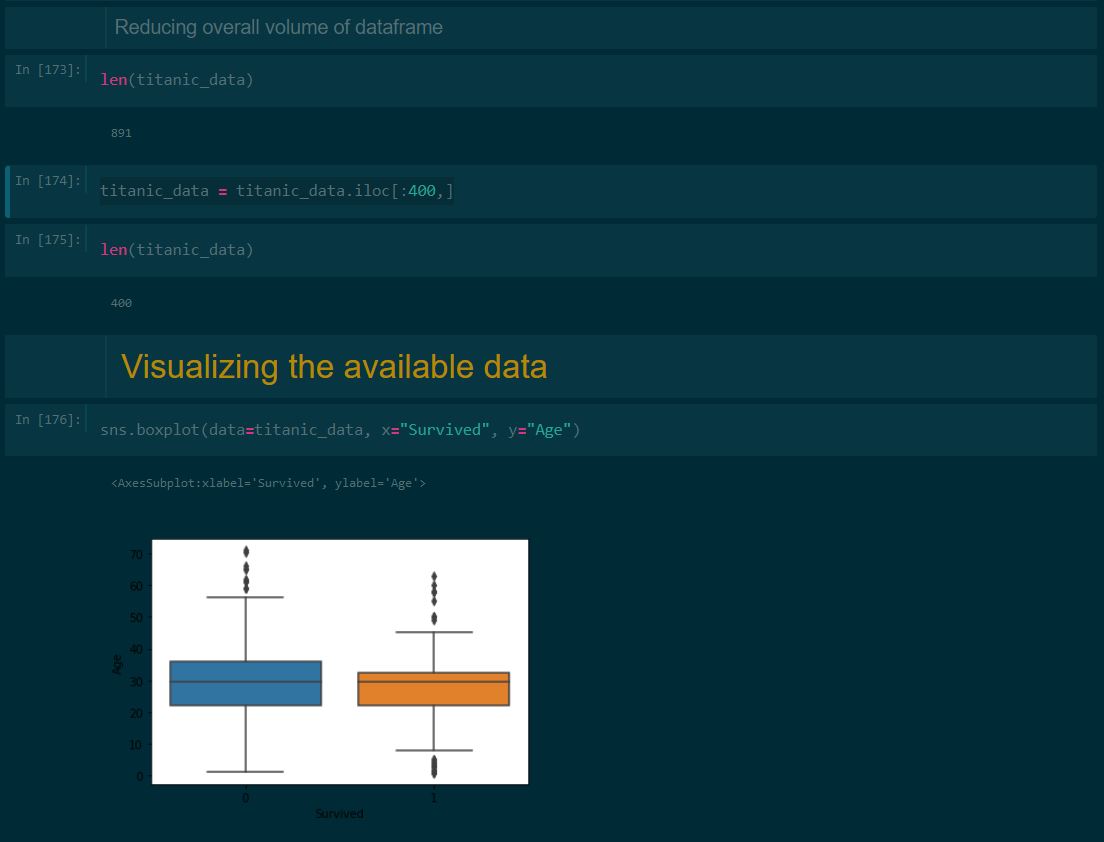 Reducing overall volume of dataframe
In [173]:
len(titanic_data)
891
In [174]:
titanic_data = titanic_data.iloc[:400,]
In [175]:
len(titanic_data)
400
Visualizing the available data
In [176]:
sns.boxplot(data=titanic_data, x="Survived", y="Age")
<AxesSubplot:xlabel='Survived', ylabel='Age'>
70
60
50
40
Age
30
20
10
0
0 1
Survived